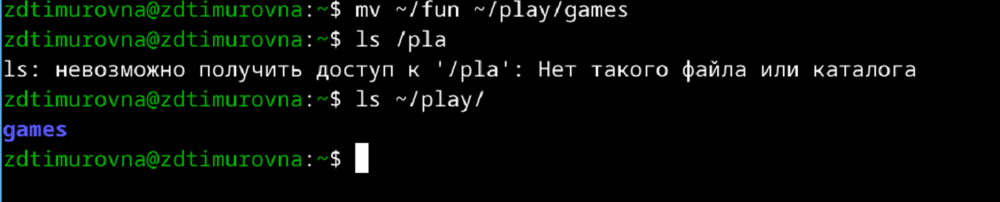 zdtimurovna@zdtimurovna:~$ mv ~/fun ~/play/games
zdtimurovna@zdtimurovna:~$ ls /pla
ls: невозможно получить доступ к '/pla': Нет такого файла или каталога
zdtimurovna@zdtimurovna:~$ ls ~/play/
games
zdtimurovna@zdtimurovna:~$